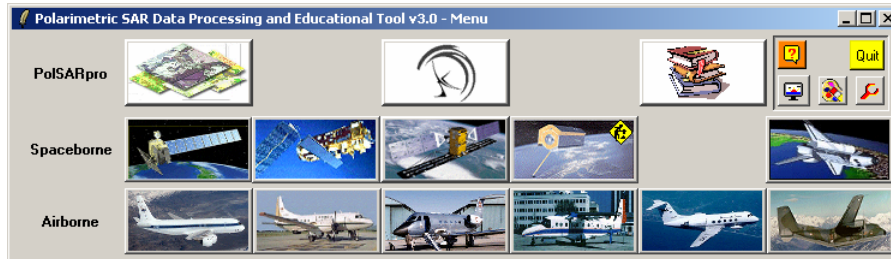 Polarimetric SAR Data Processing and Educational Tool v3.0 - Menu
PolSARpro
?
Quit
Spaceborne
Airborne